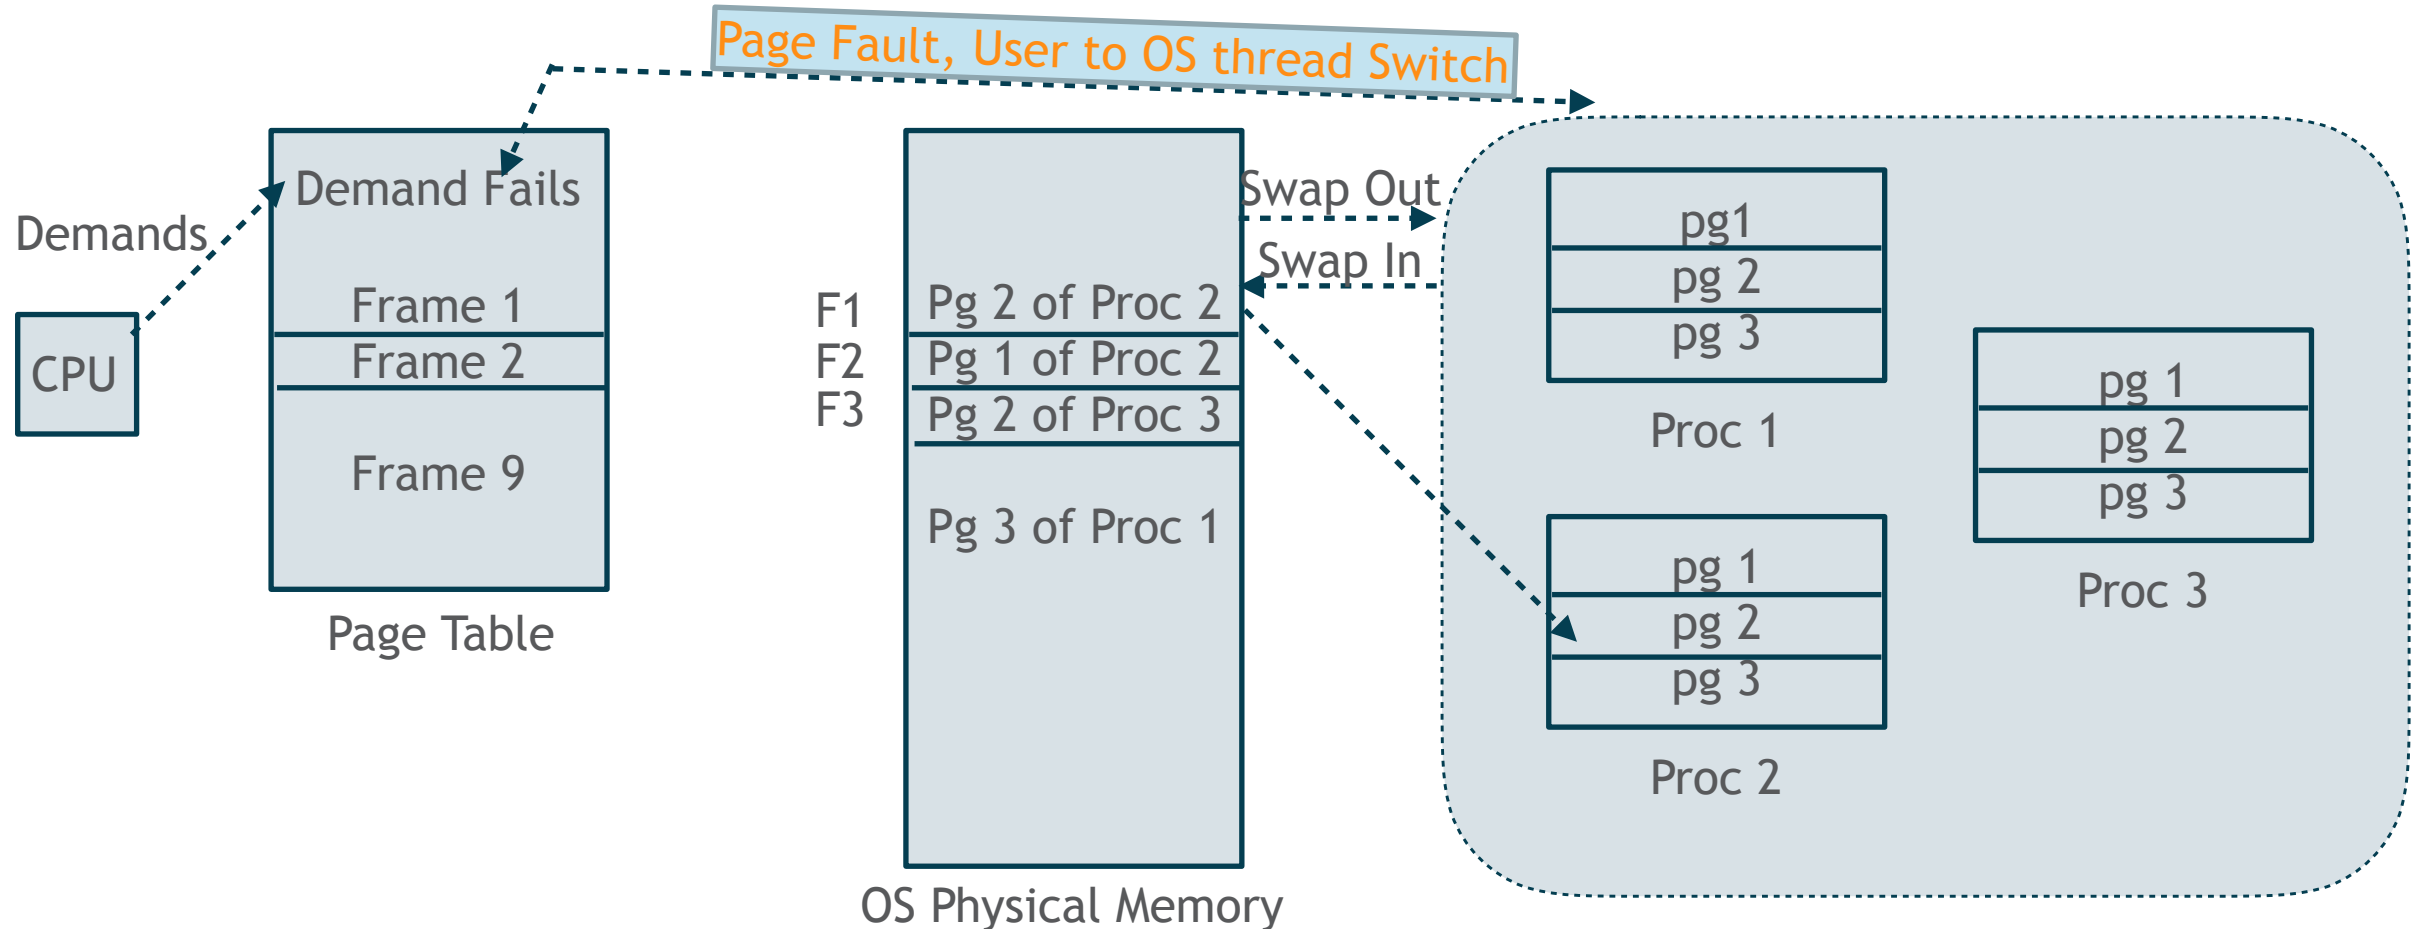 Page Fault, User to OS thread Switch
Demands
CPU
Demand Fails
Frame 1
Frame 2
Frame 9
Page Table
F1
F2
F3
Pg 2 of Proc 2
Pg 1 of Proc 2
Pg 2 of Proc 3
Pg 3 of Proc 1
OS Physical Memory
Swap Out
Swap In
pg1
pg 2
pg 3
Proc 1
pg 1
pg 2
pg 3
Proc 2
pg 1
pg 2
pg 3
Proc 3